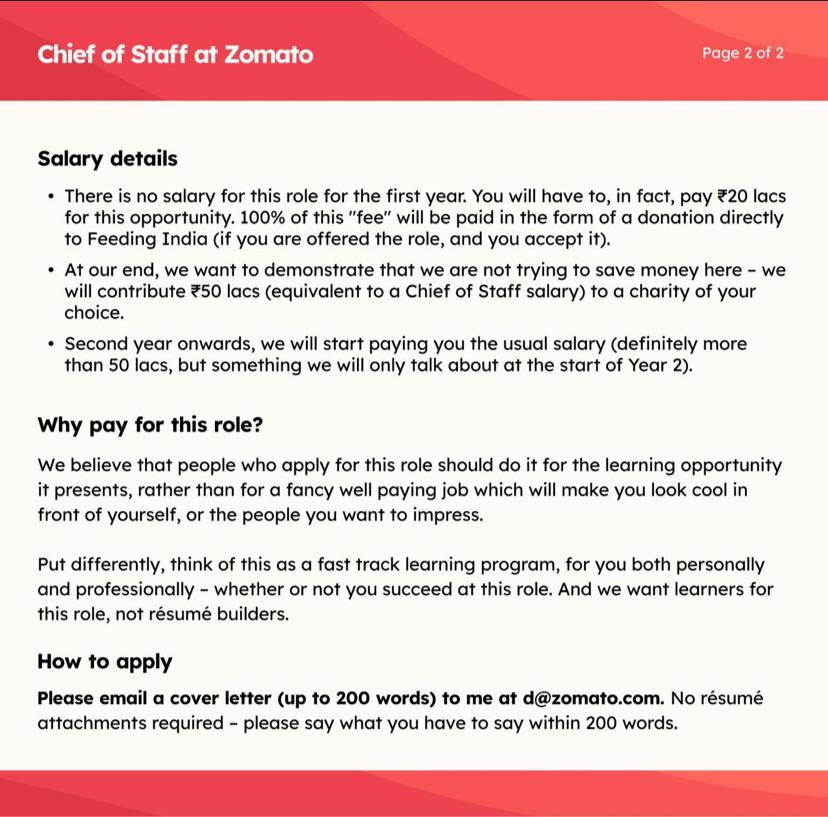 Chief of Staff at Zomato
Page 2 of 2
Salary details
• There is no salary for this role for the first year. You will have to, in fact, pay ₹20 lacs
for this opportunity. 100% of this "fee" will be paid in the form of a donation directly
to Feeding India (if you are offered the role, and you accept it).
• At our end, we want to demonstrate that we are not trying to save money here – we
will contribute ₹50 lacs (equivalent to a Chief of Staff salary) to a charity of your
choice.
• Second year onwards, we will start paying you the usual salary (definitely more
than 50 lacs, but something we will only talk about at the start of Year 2).
Why pay for this role?
We believe that people who apply for this role should do it for the learning opportunity
it presents, rather than for a fancy well paying job which will make you look cool in
front of yourself, or the people you want to impress.
Put differently, think of this as a fast track learning program, for you both personally
and professionally – whether or not you succeed at this role. And we want learners for
this role, not résumé builders.
How to apply
Please email a cover letter (up to 200 words) to me at d@zomato.com. No résumé
attachments required – please say what you have to say within 200 words.